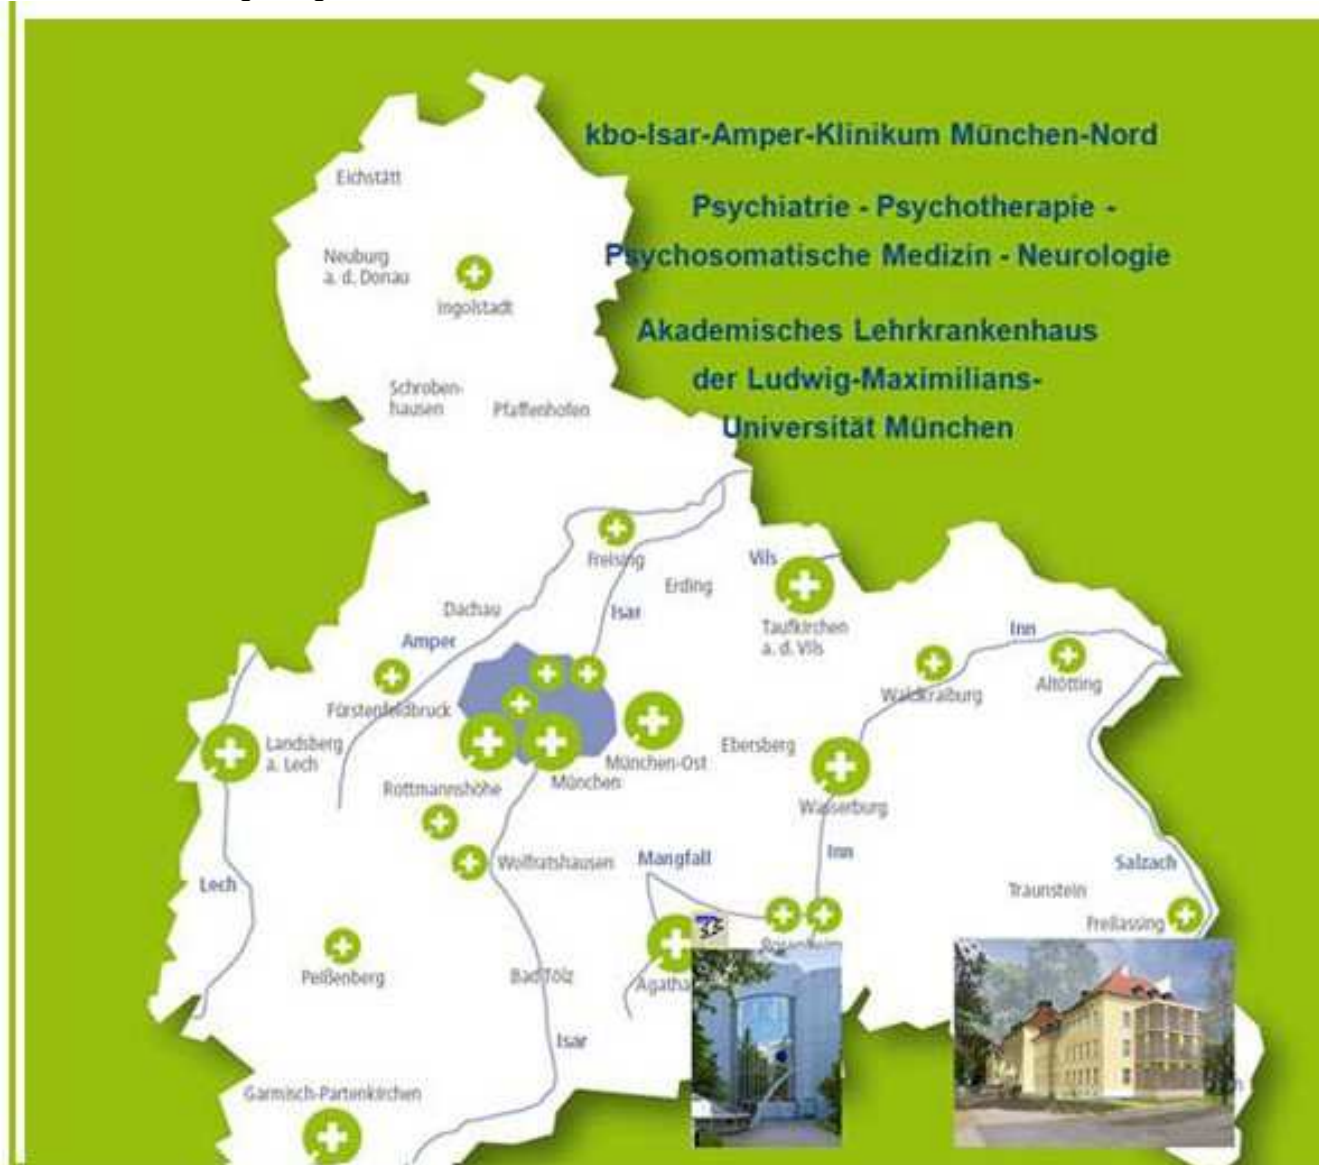 kbo-Isar-Amper-Klinikum München-Nord
Psychiatrie - Psychotherapie -
Psychosomatische Medizin - Neurologie
Akademisches Lehrkrankenhaus
der Ludwig-Maximilians-
Universität München
Eichstätt
Neuburg
a. d. Donau
Ingolstadt
Schroben-
hausen
Pfaffenhofen
Freising
Vils
Erding
Dachau
Isar
Taufkirchen
a. d. Vils
Amper
Inn
Waldkraiburg
Altötting
Fürstenfeldbruck
Landsberg
a. Lech
Ebersberg
München-Ost
München
Rottmannshöhe
Wasserburg
Wolfratshausen
Mangfall
Inn
Salzach
Lech
Traunstein
Freilassing
Rosenheim
Peißenberg
Bad Tölz
Agatha
Isar
Garmisch-Partenkirchen